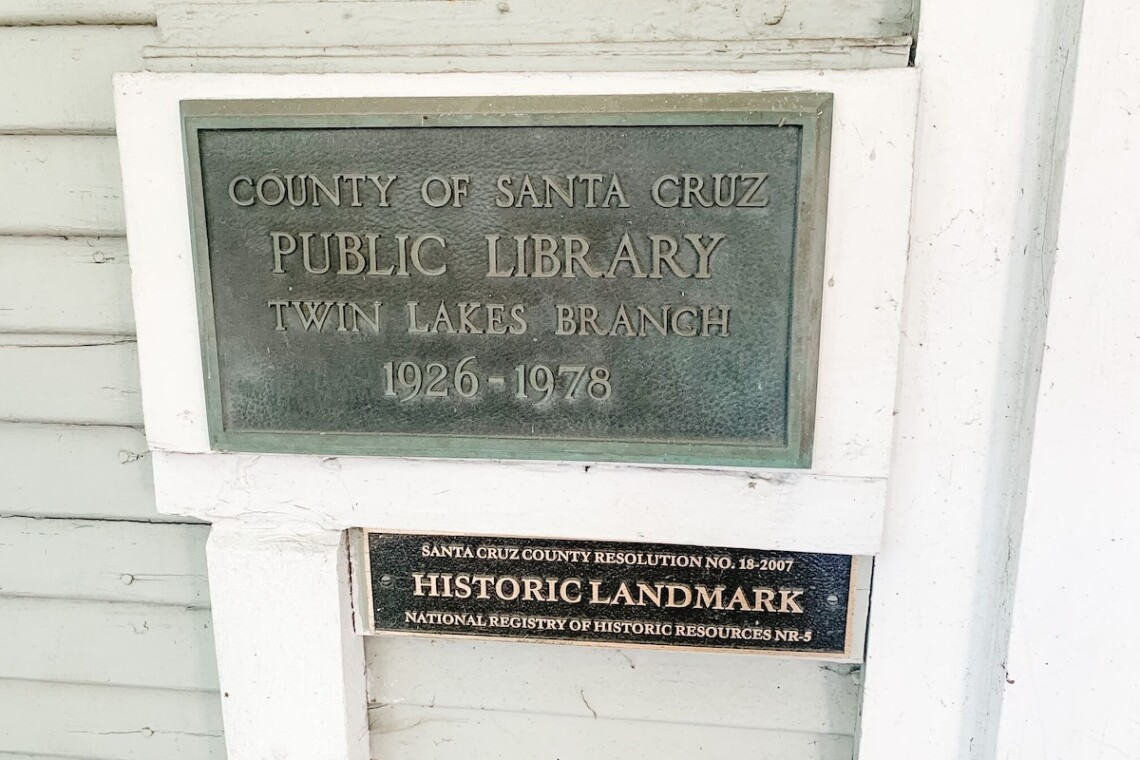 COUNTY OF SANTA CRUZ
PUBLIC LIBRARY
TWIN LAKES BRANCH
1926-1978
SANTA CRUZ COUNTY RESOLUTION NO. 18-2007
HISTORIC LANDMARK
NATIONAL REGISTRY OF HISTORIC RESOURCES NR-5